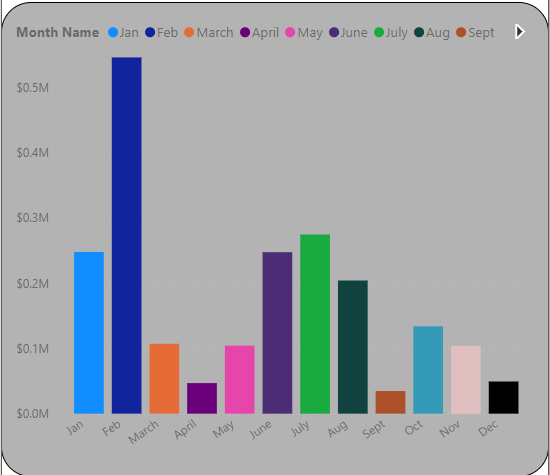 Month Name Jan Feb March April May June July Aug Sept
$0.5M
$0.4M
$0.3M
$0.2M
$0.1M
$0.0M
Jan Feb March April May June July Aug Sept Oct Nov Dec